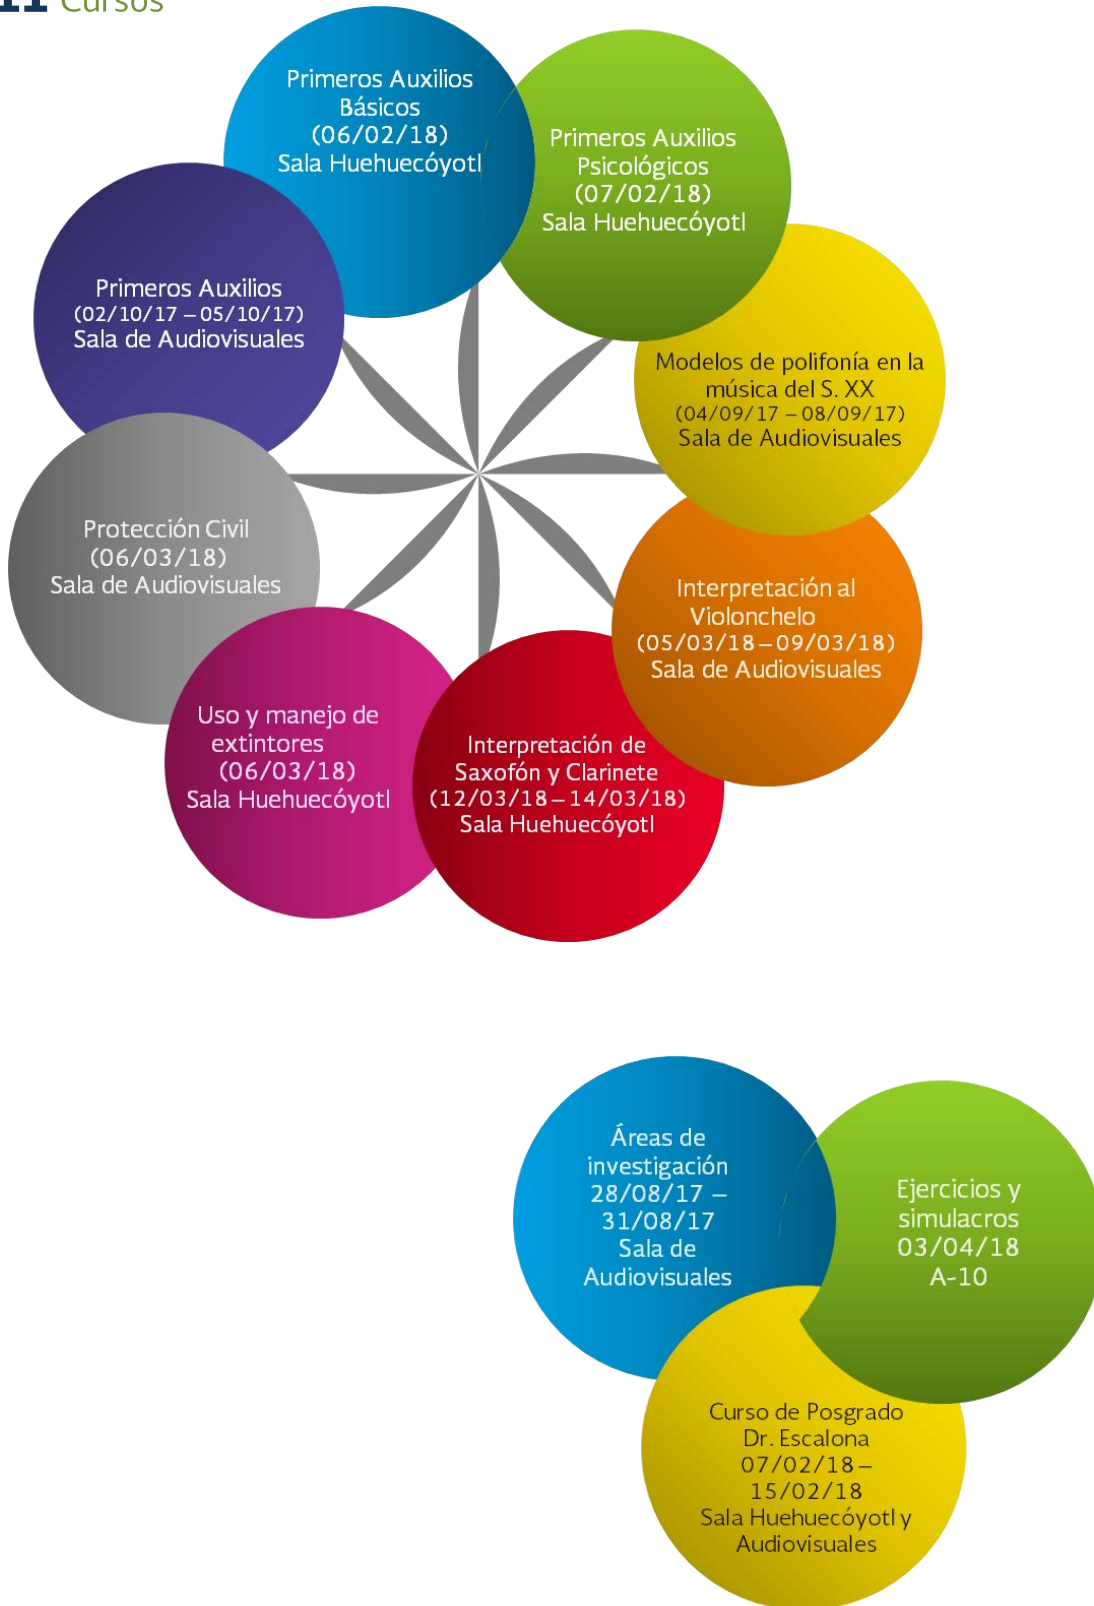 11 Cursos
Primeros Auxilios
Básicos
(06/02/18)
Sala Huehuecóyotl
Primeros Auxilios
Psicológicos
(07/02/18)
Sala Huehuecóyotl
Modelos de polifonía en la
música del S. XX
(04/09/17 – 08/09/17)
Sala de Audiovisuales
Interpretación al
Violonchelo
(05/03/18 – 09/03/18)
Sala de Audiovisuales
Interpretación de
Saxofón y Clarinete
(12/03/18 – 14/03/18)
Sala Huehuecóyotl
Uso y manejo de
extintores
(06/03/18)
Sala Huehuecóyotl
Protección Civil
(06/03/18)
Sala de Audiovisuales
Primeros Auxilios
(02/10/17 – 05/10/17)
Sala de Audiovisuales
Áreas de
investigación
28/08/17 –
31/08/17
Sala de
Audiovisuales
Ejercicios y
simulacros
03/04/18
A-10
Curso de Posgrado
Dr. Escalona
07/02/18 –
15/02/18
Sala Huehuecóyotl y
Audiovisuales